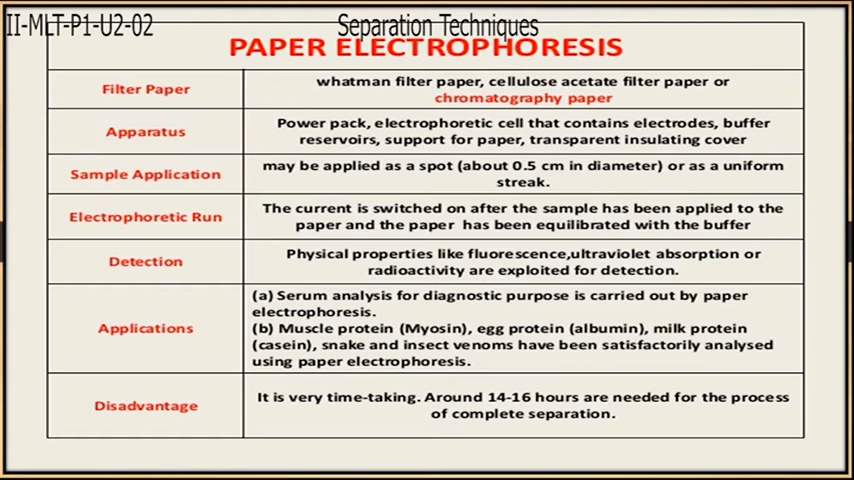 II-MLT-P1-U2-02
Separation Techniques
PAPER ELECTROPHORESIS
Filter Paper
whatman filter paper, cellulose acetate filter paper or
chromatography paper
Apparatus
Power pack, electrophoretic cell that contains electrodes, buffer
reservoirs, support for paper, transparent insulating cover
Sample Application
may be applied as a spot (about 0.5 cm in diameter) or as a uniform
streak.
Electrophoretic Run
The current is switched on after the sample has been applied to the
paper and the paper has been equilibrated with the buffer
Detection
Physical properties like fluorescence,ultraviolet absorption or
radioactivity are exploited for detection.
Applications
(a) Serum analysis for diagnostic purpose is carried out by paper
electrophoresis.
(b) Muscle protein (Myosin), egg protein (albumin), milk protein
(casein), snake and insect venoms have been satisfactorily analysed
using paper electrophoresis.
Disadvantage
It is very time-taking. Around 14-16 hours are needed for the process
of complete separation.